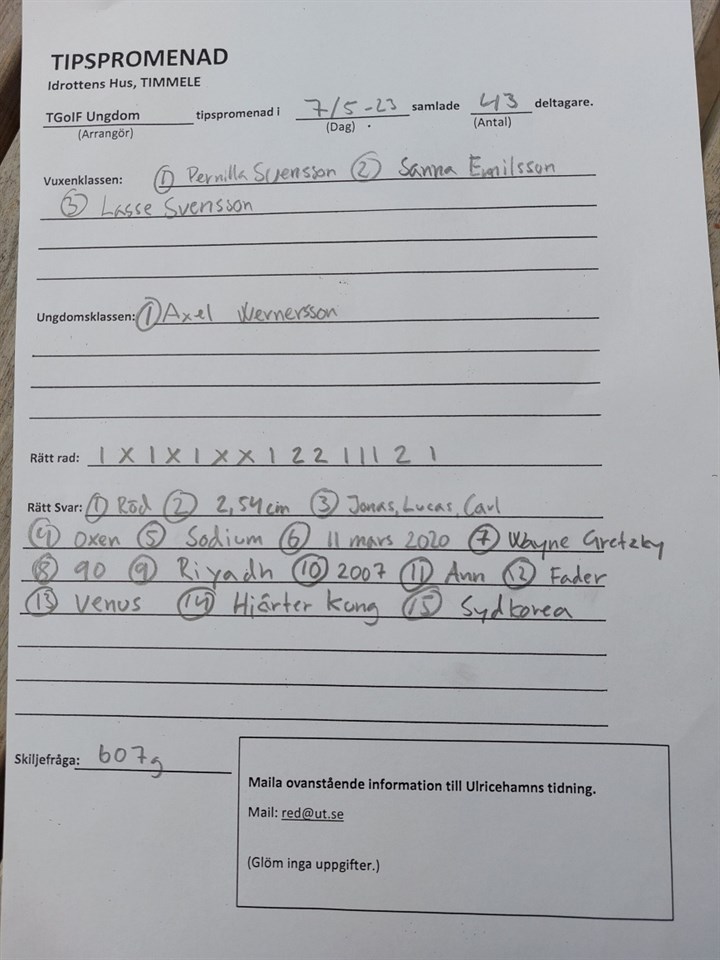 TIPSPROMENAD
Idrottens Hus, TIMMELE
TGoIF Ungdom tipspromenad i 7/5-23 samlade 43 deltagare.
(Arrangör) (Dag) (Antal)
Vuxenklassen: ① Pernilla Svensson ② Sanna Emilsson
③ Lasse Svensson
Ungdomsklassen: ① Axel Wernersson
Rätt rad: 1 X 1 X 1 X X 1 2 2 1 1 1 2 1
Rätt Svar: ① Röd ② 2,54 cm ③ Jonas, Lucas, Carl
④ Oxen ⑤ Sodium ⑥ 11 mars 2020 ⑦ Wayne Gretzky
⑧ 90 ⑨ Riyadh ⑩ 2007 ⑪ Ann ⑫ Fader
⑬ Venus ⑭ Hjärter Kung ⑮ Sydkorea
Skiljefråga: 607g
Maila ovanstående information till Ulricehamns tidning.
Mail: red@ut.se
(Glöm inga uppgifter.)